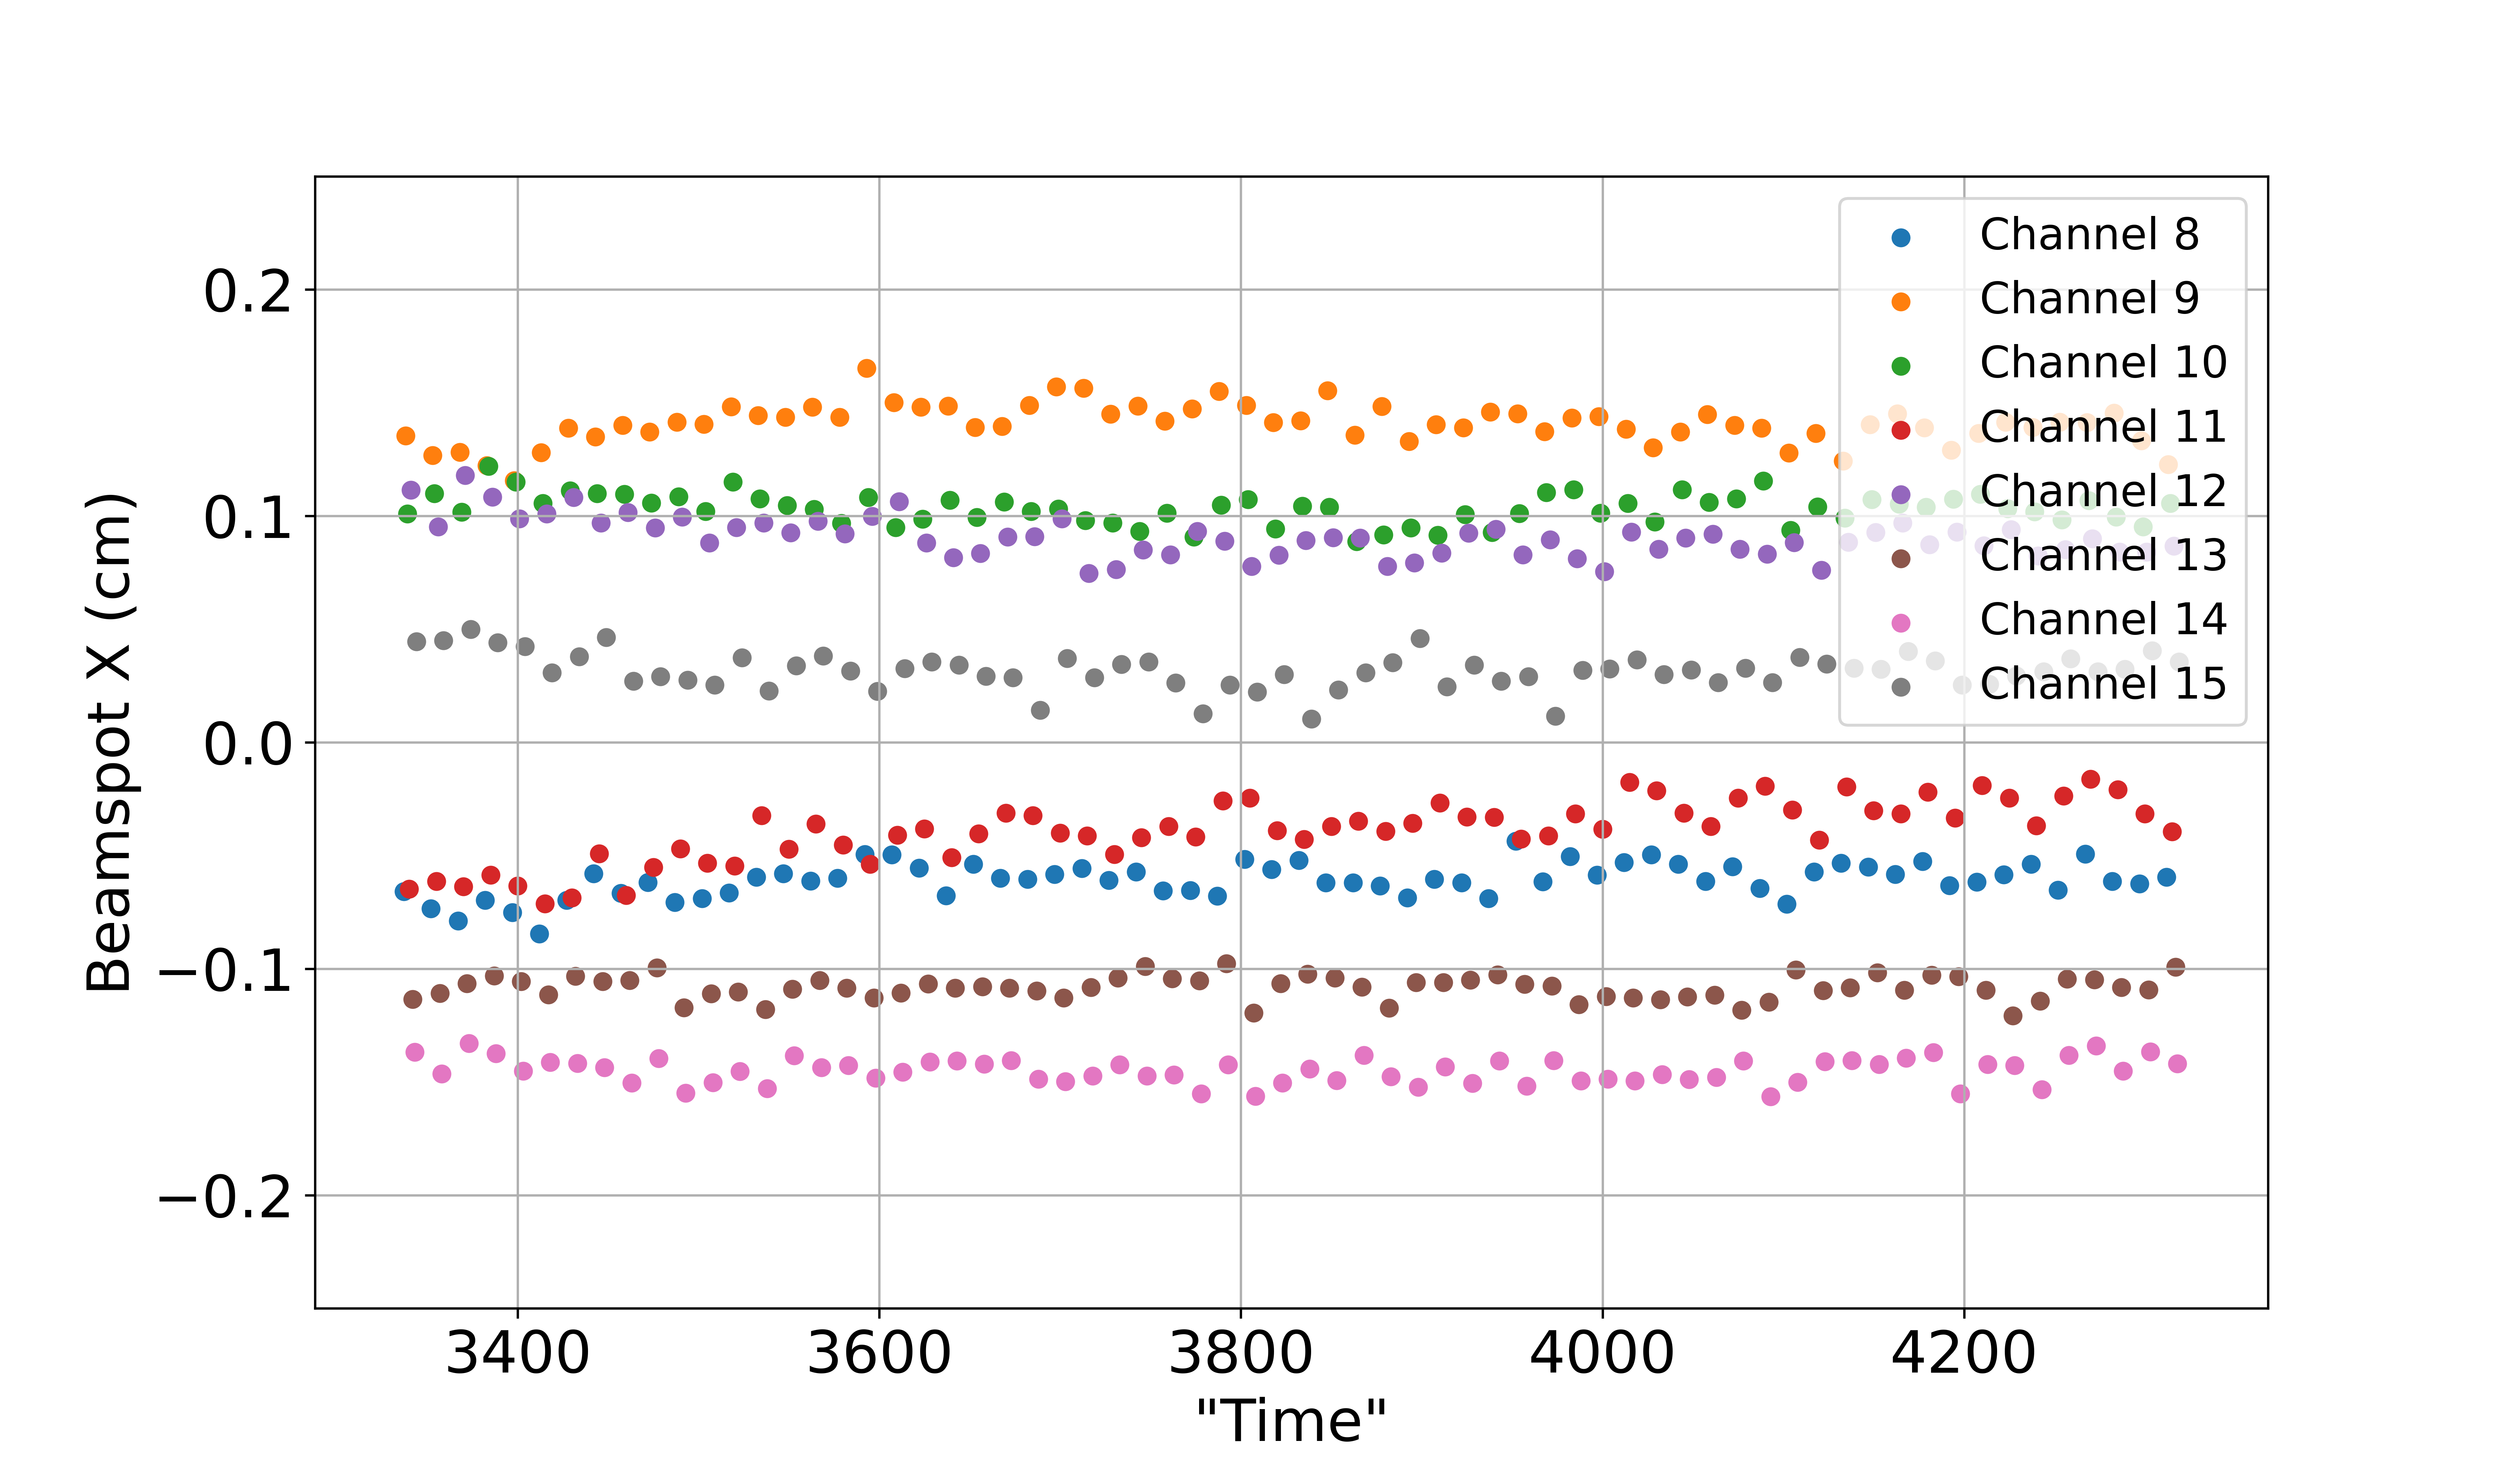 Channel 8
Channel 9
Channel 10
Channel 11
Channel 12
Channel 13
Channel 14
Channel 15
0.2
0.1
0.0
−0.1
−0.2
Beamspot X (cm)
3400 3600 3800 4000 4200
"Time"